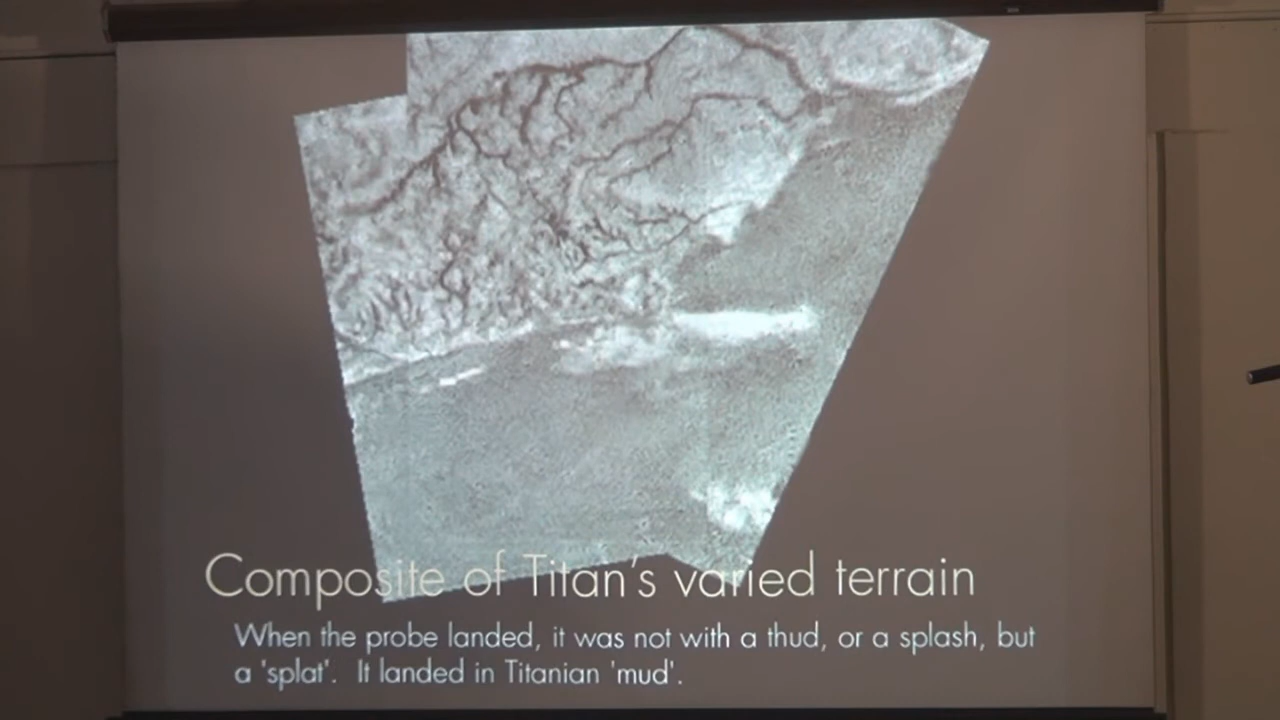 Composite of Titan's varied terrain
When the probe landed, it was not with a thud, or a splash, but
a 'splat'. It landed in Titanian 'mud'.